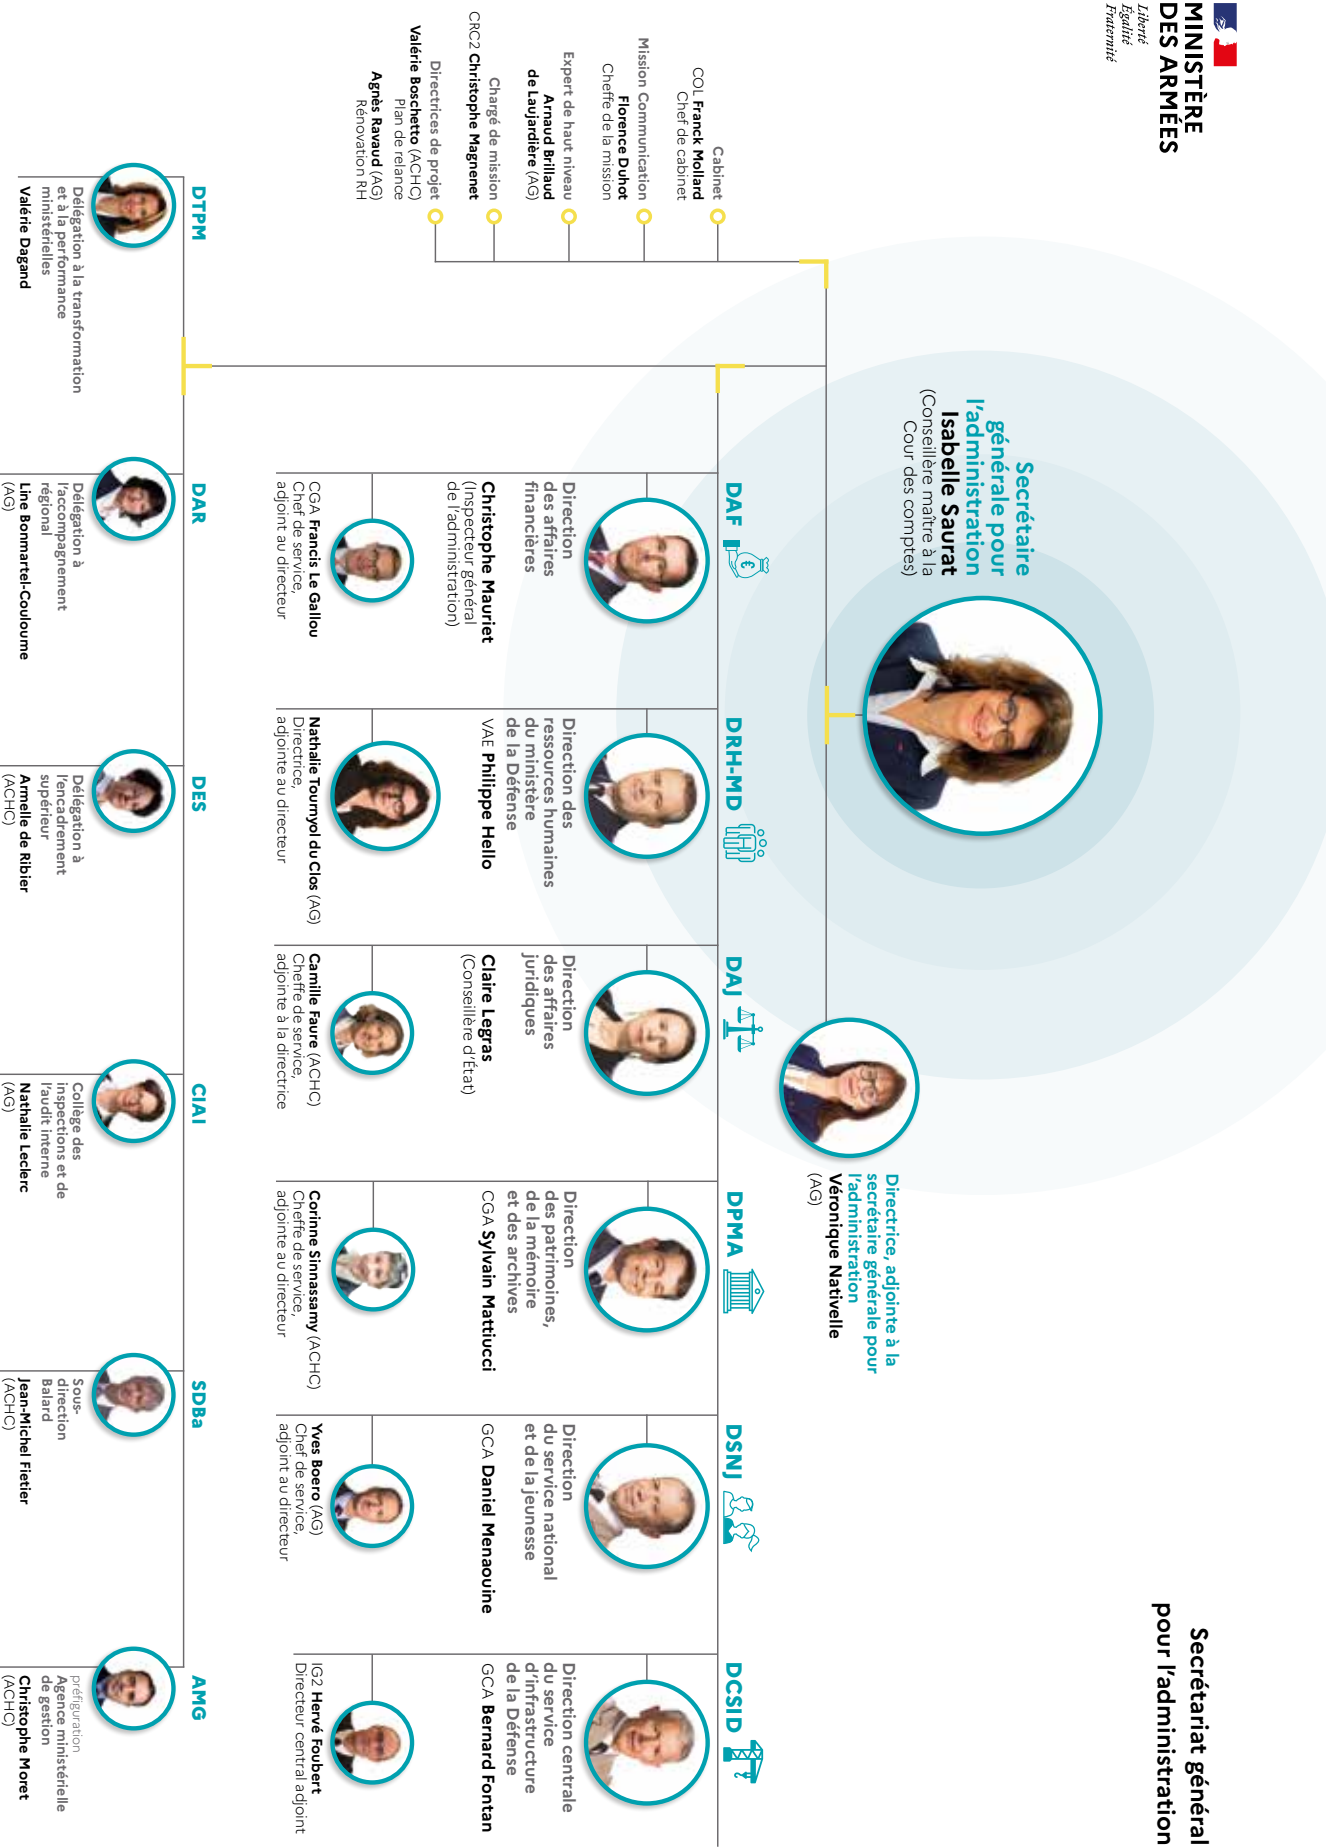 MINISTÈRE
DES ARMÉES
Liberté
Égalité
Fraternité
Secrétariat général
pour l'administration
Secrétaire
générale pour
l'administration
Isabelle Saurat
(Conseillère maître à la
Cour des comptes)
Directrice, adjointe à la
secrétaire générale pour
l'administration
Véronique Nativelle
(AG)
Cabinet
COL Franck Mollard
Chef de cabinet
Mission Communication
Florence Duhot
Cheffe de la mission
Expert de haut niveau
Arnaud Brillaud
de Laujardière (AG)
Chargé de mission
CRC2 Christophe Magnenet
Directrices de projet
Valérie Boschetto (ACHC)
Plan de relance
Agnès Ravaud (AG)
Rénovation RH
DAF
€
Direction
des affaires
financières
Christophe Mauriet
(Inspecteur général
de l'administration)
CGA Francis Le Gallou
Chef de service,
adjoint au directeur
DRH-MD
Direction des
ressources humaines
du ministère
de la Défense
VAE Philippe Hello
Nathalie Tournyol du Clos (AG)
Directrice,
adjointe au directeur
DAJ
Direction
des affaires
juridiques
Claire Legras
(Conseillère d'État)
Camille Faure (ACHC)
Cheffe de service,
adjointe à la directrice
DPMA
Direction
des patrimoines,
de la mémoire
et des archives
CGA Sylvain Mattiucci
Corinne Sinnassamy (ACHC)
Cheffe de service,
adjointe au directeur
DSNJ
Direction
du service national
et de la jeunesse
GCA Daniel Menaouine
Yves Boero (AG)
Chef de service,
adjoint au directeur
DCSID
Direction centrale
du service
d'infrastructure
de la Défense
GCA Bernard Fontan
IG2 Hervé Foubert
Directeur central adjoint
DTPM
Délégation à la transformation
et à la performance
ministérielles
Valérie Dagand
DAR
Délégation à
l'accompagnement
régional
Line Bonmartel-Couloume
(AG)
DES
Délégation à
l'encadrement
supérieur
Armelle de Ribier
(ACHC)
CIAI
Collège des
inspections et de
l'audit interne
Nathalie Leclerc
(AG)
SDBa
Sous-
direction
Balard
Jean-Michel Fietier
(ACHC)
AMG
préfiguration
Agence ministérielle
de gestion
Christophe Moret
(ACHC)